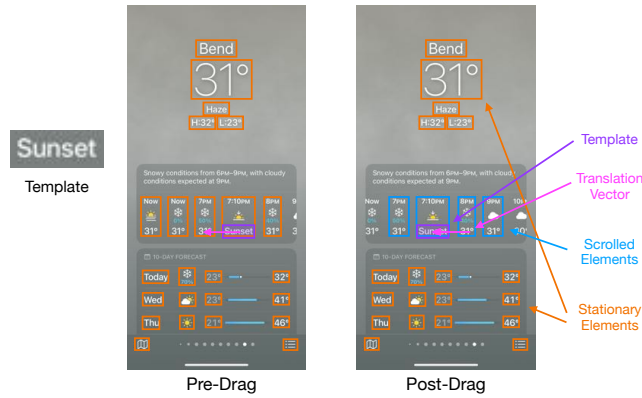 Sunset
Template
Bend
31°
Haze
H:32° L:23°
Snowy conditions from 6PM–9PM, with cloudy
conditions expected at 9PM.
Now Now 7PM 7:10PM 8PM
31° 31° 31° Sunset 31°
10-DAY FORECAST
Today 23° 32°
Wed 23° 41°
Thu 21° 46°
Pre-Drag
Bend
31°
Haze
H:32° L:23°
Snowy conditions from 6PM–9PM, with cloudy
conditions expected at 9PM.
Now 7PM 7:10PM 8PM 9PM
31° 31° Sunset 31° 31°
10-DAY FORECAST
Today 23° 32°
Wed 23° 41°
Thu 21° 46°
Post-Drag
Template
Translation
Vector
Scrolled
Elements
Stationary
Elements